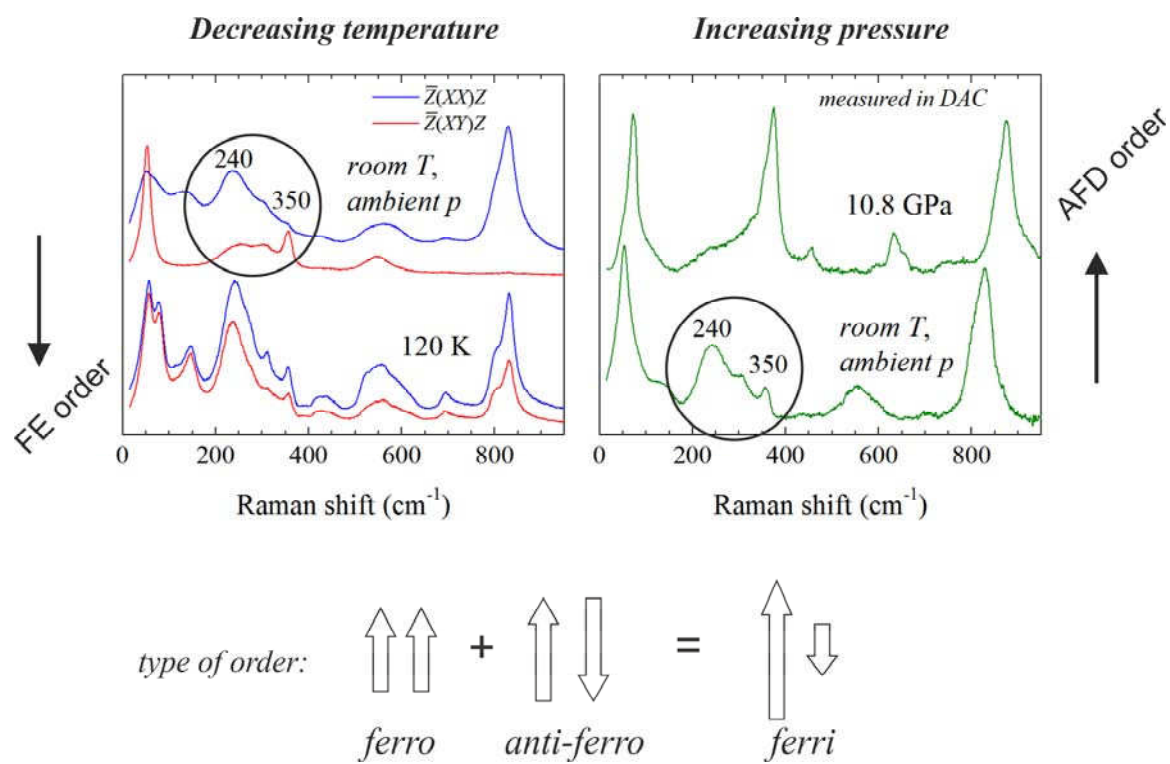 Decreasing temperature
Increasing pressure
Z̅(XX)Z
Z̅(XY)Z
240
350
room T,
ambient p
120 K
0 200 400 600 800
Raman shift (cm⁻¹)
FE order
measured in DAC
10.8 GPa
240
350
room T,
ambient p
0 200 400 600 800
Raman shift (cm⁻¹)
AFD order
type of order:
+ =
ferro anti-ferro ferri